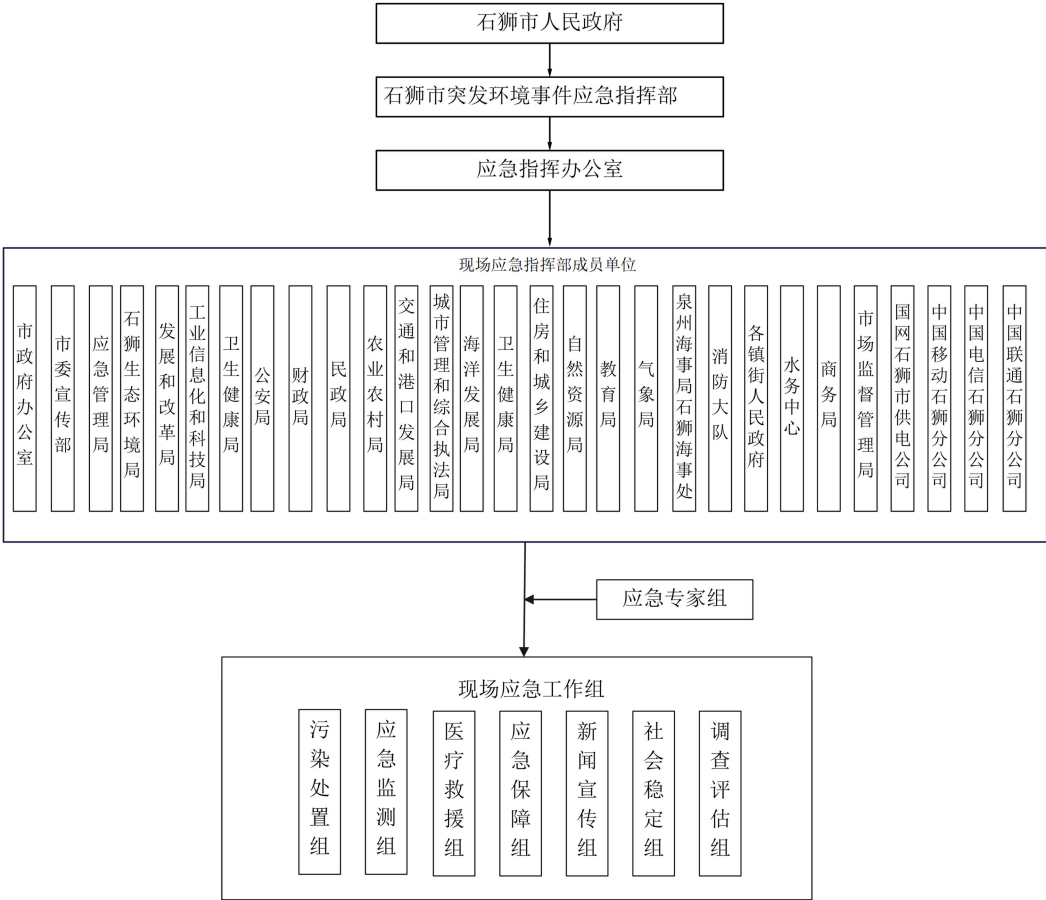 石狮市人民政府
石狮市突发环境事件应急指挥部
应急指挥办公室
现场应急指挥部成员单位
市政府办公室
市委宣传部
应急管理局
石狮生态环境局
发展和改革局
工业信息化和科技局
卫生健康局
公安局
财政局
民政局
农业农村局
交通和港口发展局
城市管理和综合执法局
海洋发展局
卫生健康局
住房和城乡建设局
自然资源局
教育局
气象局
泉州海事局石狮海事处
消防大队
各镇街人民政府
水务中心
商务局
市场监督管理局
国网石狮市供电公司
中国移动石狮分公司
中国电信石狮分公司
中国联通石狮分公司
应急专家组
现场应急工作组
污染处置组
应急监测组
医疗救援组
应急保障组
新闻宣传组
社会稳定组
调查评估组